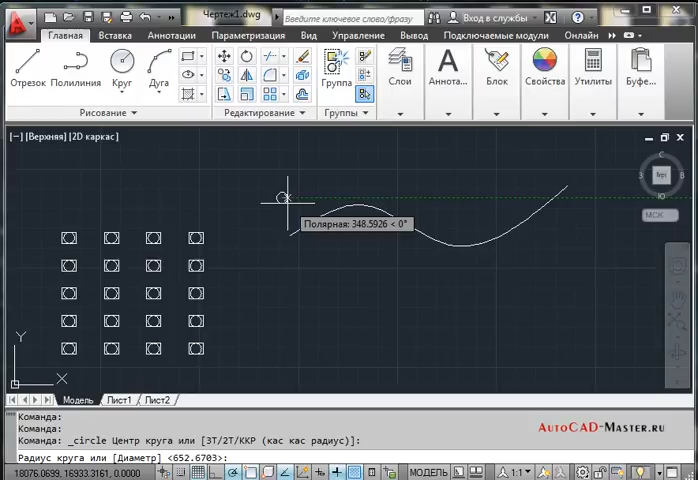 Чертеж1.dwg
Введите ключевое слово/фразу
Вход в службы
Главная Вставка Аннотации Параметризация Вид Управление Вывод Подключаемые модули Онлайн
Отрезок Полилиния Круг Дуга Группа Слои Аннота... Блок Свойства Утилиты Буфе...
Рисование Редактирование Группы
[−] [Верхняя] [2D каркас]
С
З Верх В
Ю
МСК
Полярная: 348.5926 < 0°
Y
X
Модель Лист1 Лист2
Команда:
Команда:
Команда: _circle Центр круга или [3Т/2Т/ККР (кас кас радиус)]:
AutoCAD-Master.ru
Радиус круга или [Диаметр] <652.6703>:
18076.0699, 16933.3161, 0.0000 МОДЕЛЬ 1:1